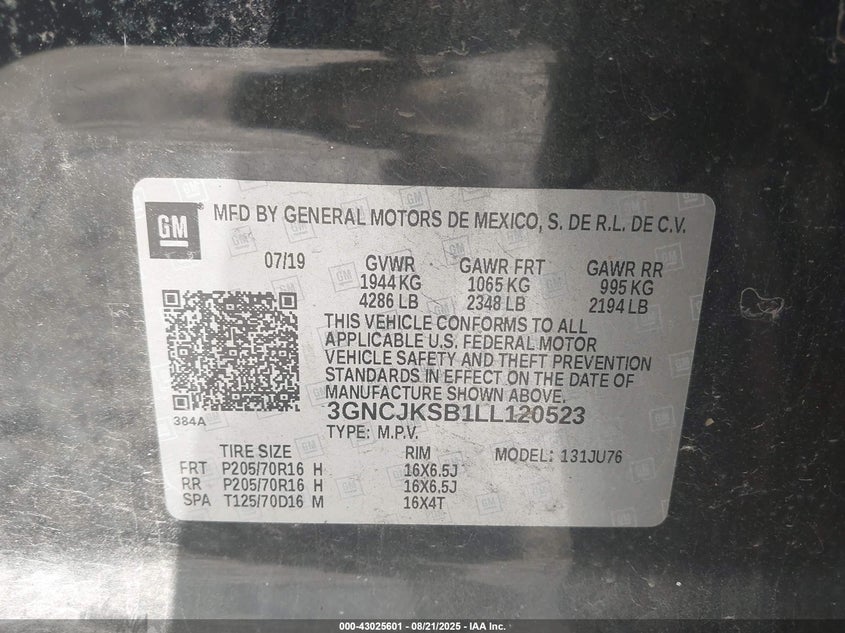 GM
MFD BY GENERAL MOTORS DE MEXICO, S. DE R.L. DE C.V.
07/19 GVWR GAWR FRT GAWR RR
1944 KG 1065 KG 995 KG
4286 LB 2348 LB 2194 LB
THIS VEHICLE CONFORMS TO ALL
APPLICABLE U.S. FEDERAL MOTOR
VEHICLE SAFETY AND THEFT PREVENTION
STANDARDS IN EFFECT ON THE DATE OF
MANUFACTURE SHOWN ABOVE.
384A
3GNCJKSB1LL120523
TYPE: M.P.V.
TIRE SIZE RIM MODEL: 131JU76
FRT P205/70R16 H 16X6.5J
RR P205/70R16 H 16X6.5J
SPA T125/70D16 M 16X4T
000-43025601 - 08/21/2025 - IAA Inc.